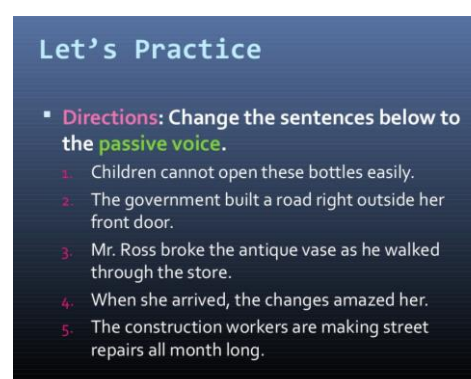 Let's Practice
▪ Directions: Change the sentences below to
the passive voice.
1. Children cannot open these bottles easily.
2. The government built a road right outside her
front door.
3. Mr. Ross broke the antique vase as he walked
through the store.
4. When she arrived, the changes amazed her.
5. The construction workers are making street
repairs all month long.